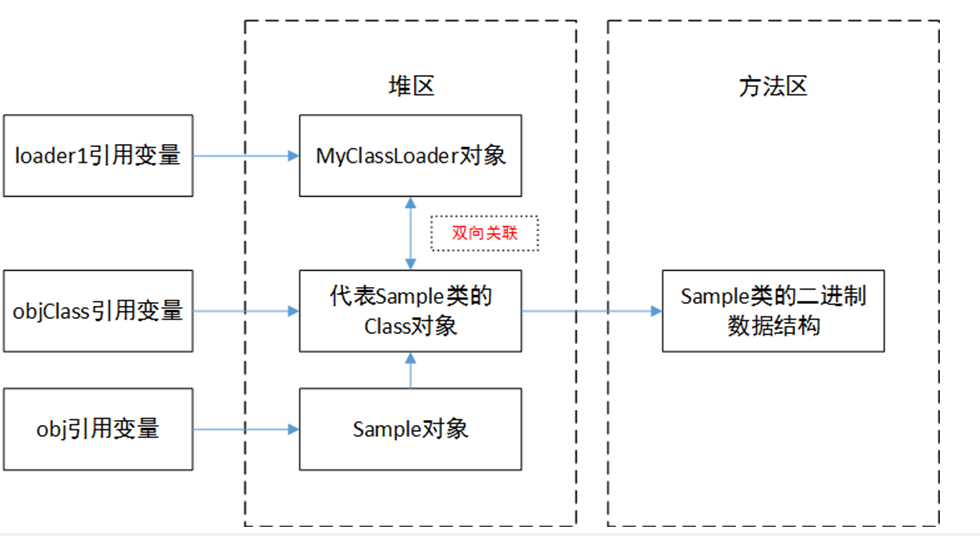 堆区
方法区
loader1引用变量
MyClassLoader对象
双向关联
objClass引用变量
代表Sample类的
Class对象
Sample类的二进制
数据结构
obj引用变量
Sample对象